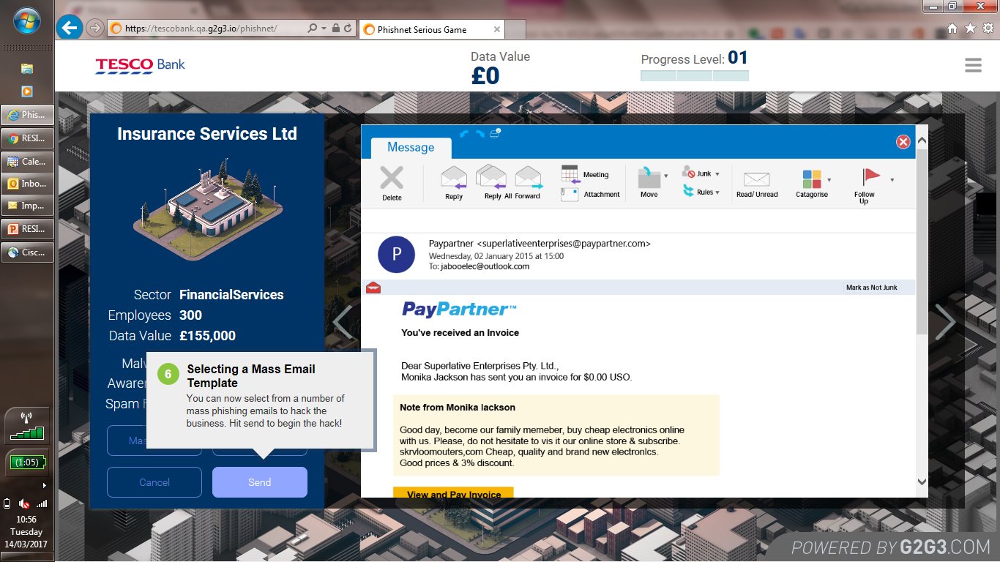 https://tescobank.qa.g2g3.io/phishnet/
Phishnet Serious Game
TESCO Bank
Data Value
£0
Progress Level: 01
Phis...
RESI...
Cale...
Inbo...
Imp...
RESI...
Cisc...
(1:05)
10:56
Tuesday
14/03/2017
Insurance Services Ltd
Sector FinancialServices
Employees 300
Data Value £155,000
Malw
Awaren
Spam F
6
Selecting a Mass Email
Template
You can now select from a number of
mass phishing emails to hack the
business. Hit send to begin the hack!
Mas
Cancel
Send
Message
Delete
Reply
Reply All
Forward
Meeting
Attachment
Move
Junk
Rules
Read/ Unread
Catagorise
Follow
Up
P
Paypartner <superlativeenterprises@paypartner.com>
Wednesday, 02 January 2015 at 15:00
To: jabooelec@outlook.com
Mark as Not Junk
PayPartner™
You've received an Invoice
Dear Superlative Enterprises Pty. Ltd.,
Monika Jackson has sent you an invoice for $0.00 USO.
Note from Monika lackson
Good day, become our family memeber, buy cheap electronics online
with us. Please, do not hesitate to vis it our online store & subscribe.
skrvloomouters,com Cheap, quality and brand new electronlcs.
Good prices & 3% discount.
View and Pay Invoice
POWERED BY G2G3.COM